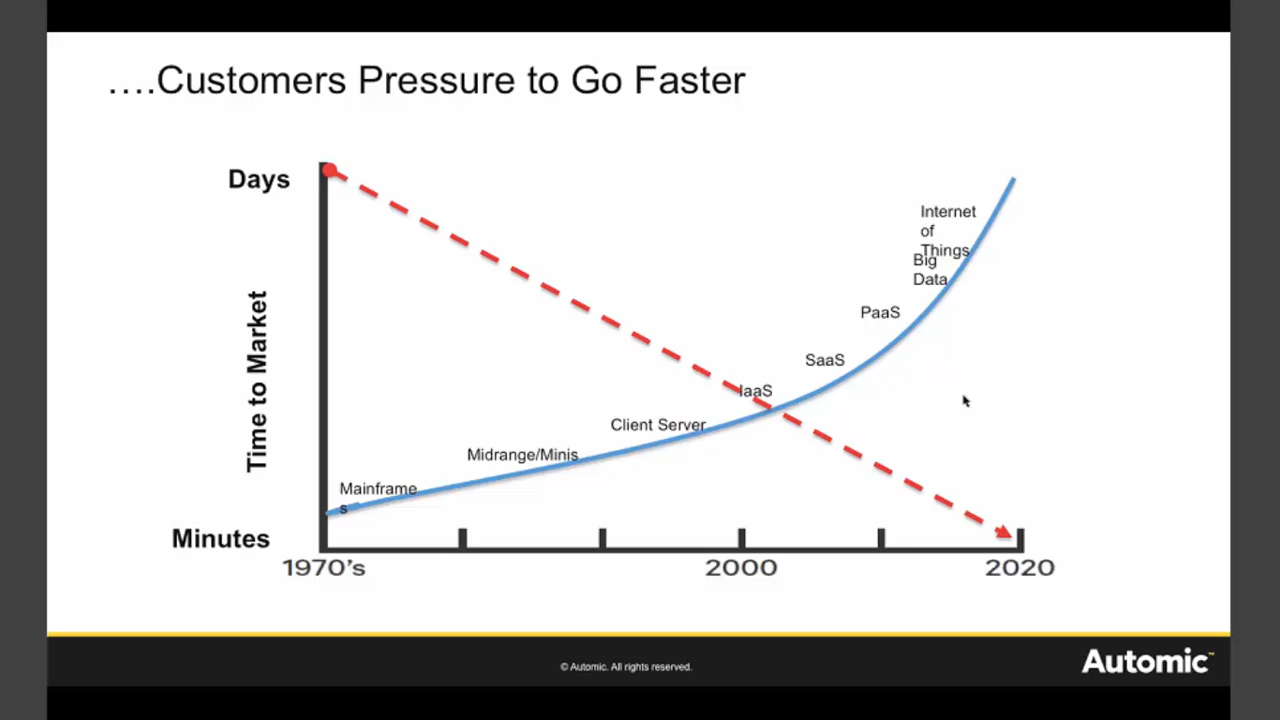 ….Customers Pressure to Go Faster
Days
Internet
of
Things
Big
Data
PaaS
SaaS
IaaS
Client Server
Midrange/Minis
Mainframe
s
Time to Market
Minutes
1970's
2000
2020
© Automic. All rights reserved.
Automic™